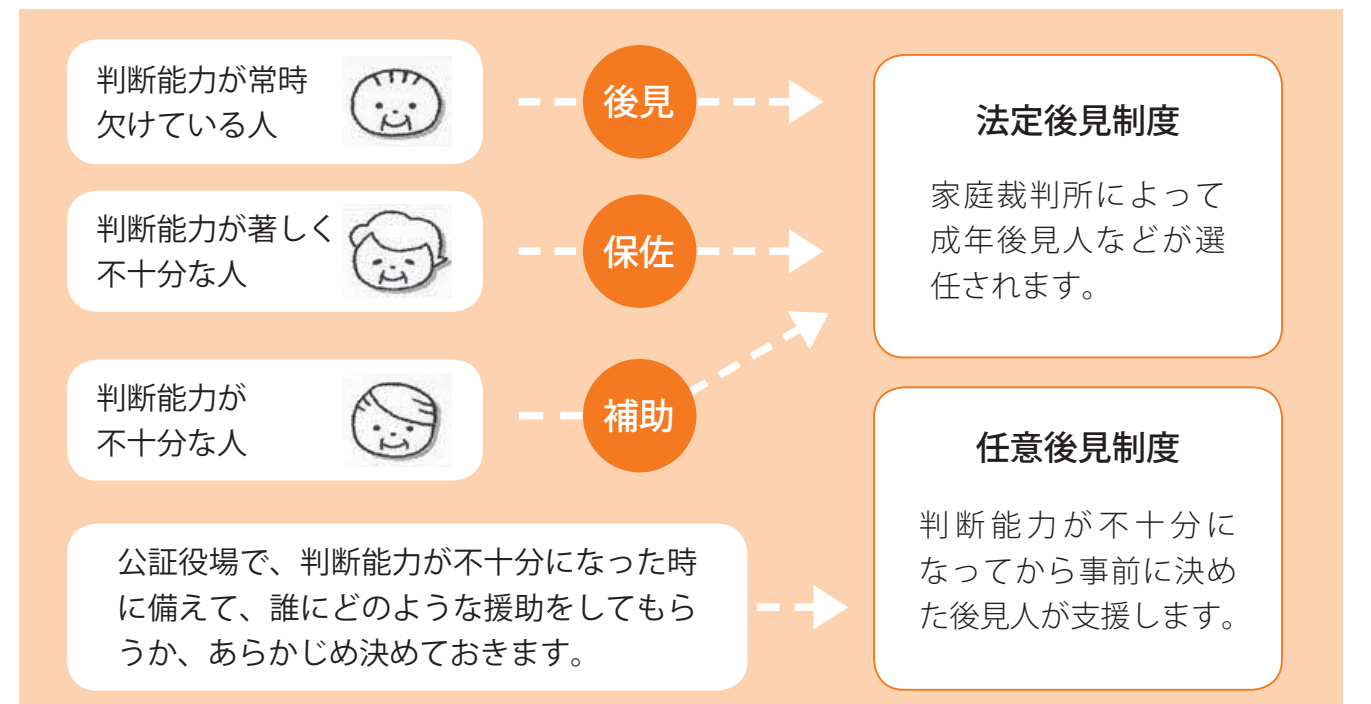 判断能力が常時
欠けている人
後見
判断能力が著しく
不十分な人
保佐
判断能力が
不十分な人
補助
法定後見制度
家庭裁判所によって
成年後見人などが選
任されます。
公証役場で、判断能力が不十分になった時
に備えて、誰にどのような援助をしてもら
うか、あらかじめ決めておきます。
任意後見制度
判断能力が不十分に
なってから事前に決め
た後見人が支援します。